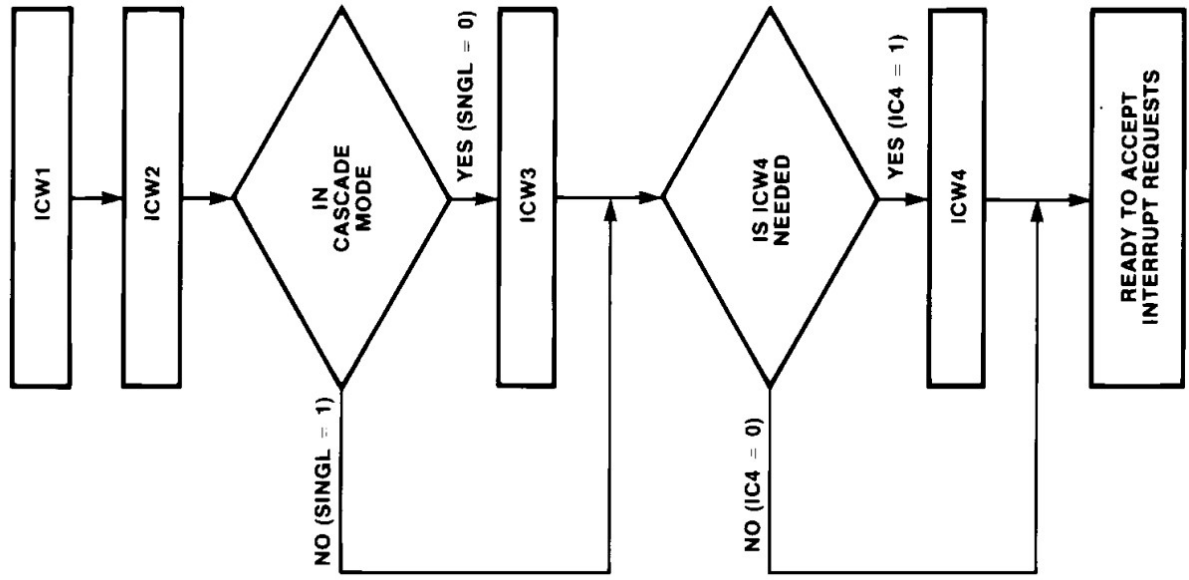 ICW1
ICW2
IN
CASCADE
MODE
NO (SINGL = 1)
YES (SNGL = 0)
ICW3
IS ICW4
NEEDED
NO (IC4 = 0)
YES (IC4 = 1)
ICW4
READY TO ACCEPT
INTERRUPT REQUESTS